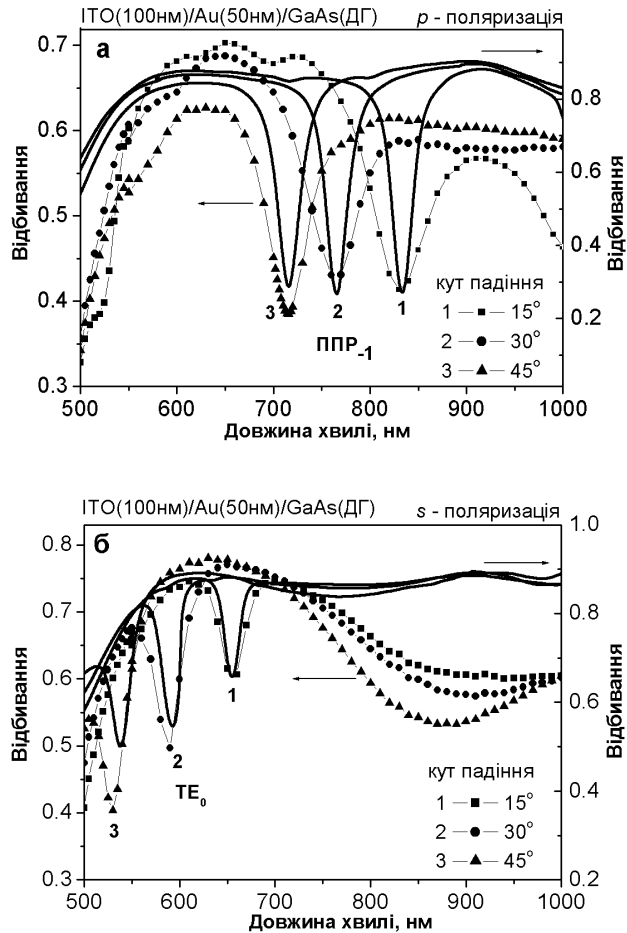 ITO(100нм)/Au(50нм)/GaAs(ДГ) p - поляризація
а
0.7
0.6
0.5
0.4
0.3
Відбивання
0.8
0.6
0.4
0.2
Відбивання
3 2 1
ППР-1
кут падіння
1 15°
2 30°
3 45°
500 600 700 800 900 1000
Довжина хвилі, нм
ITO(100нм)/Au(50нм)/GaAs(ДГ) s - поляризація
б
0.8
0.7
0.6
0.5
0.4
0.3
Відбивання
1.0
0.8
0.6
0.4
0.2
Відбивання
1
2
TE0
3
кут падіння
1 15°
2 30°
3 45°
500 600 700 800 900 1000
Довжина хвилі, нм